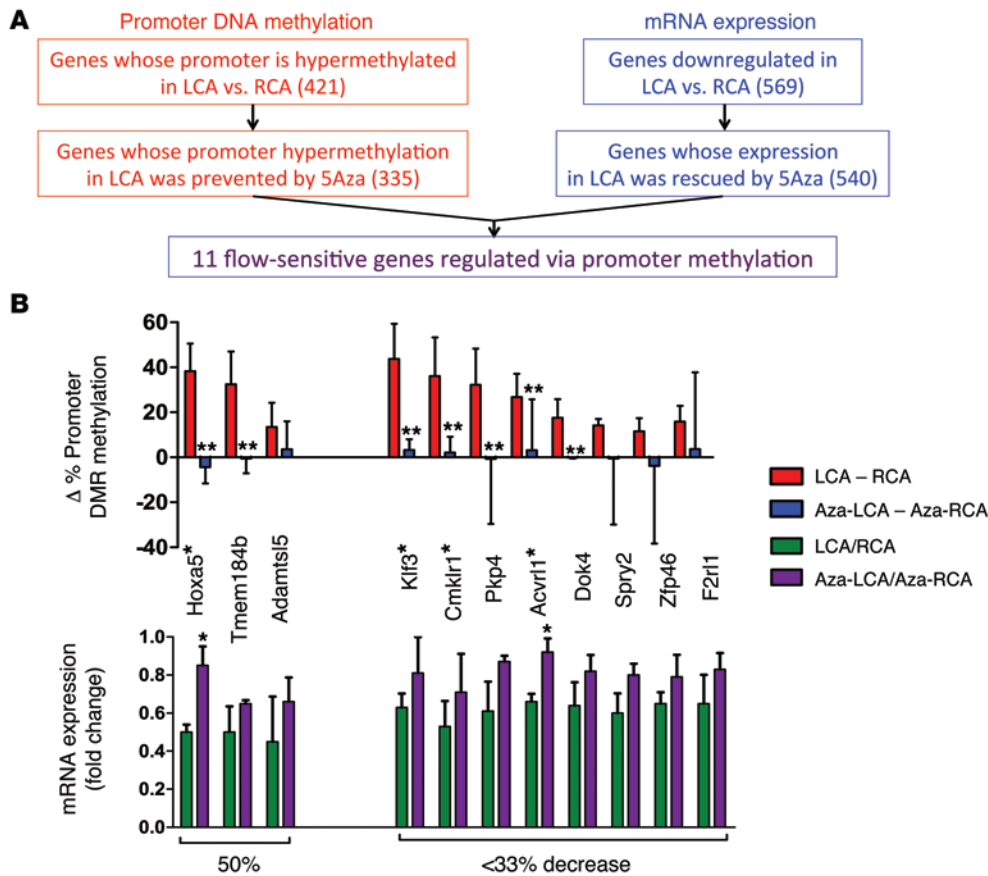 A
Promoter DNA methylation
mRNA expression
Genes whose promoter is hypermethylated
in LCA vs. RCA (421)
Genes downregulated in
LCA vs. RCA (569)
Genes whose promoter hypermethylation
in LCA was prevented by 5Aza (335)
Genes whose expression
in LCA was rescued by 5Aza (540)
11 flow-sensitive genes regulated via promoter methylation
B
Δ % Promoter
DMR methylation
60
40
20
0
-20
-40
** ** ** ** ** ** **
LCA – RCA
Aza-LCA – Aza-RCA
LCA/RCA
Aza-LCA/Aza-RCA
Hoxa5*
Tmem184b
Adamtsl5
Klf3*
Cmklr1*
Pkp4
Acvrl1*
Dok4
Spry2
Zfp46
F2rl1
mRNA expression
(fold change)
1.0
0.8
0.6
0.4
0.2
0.0
* *
50%
<33% decrease